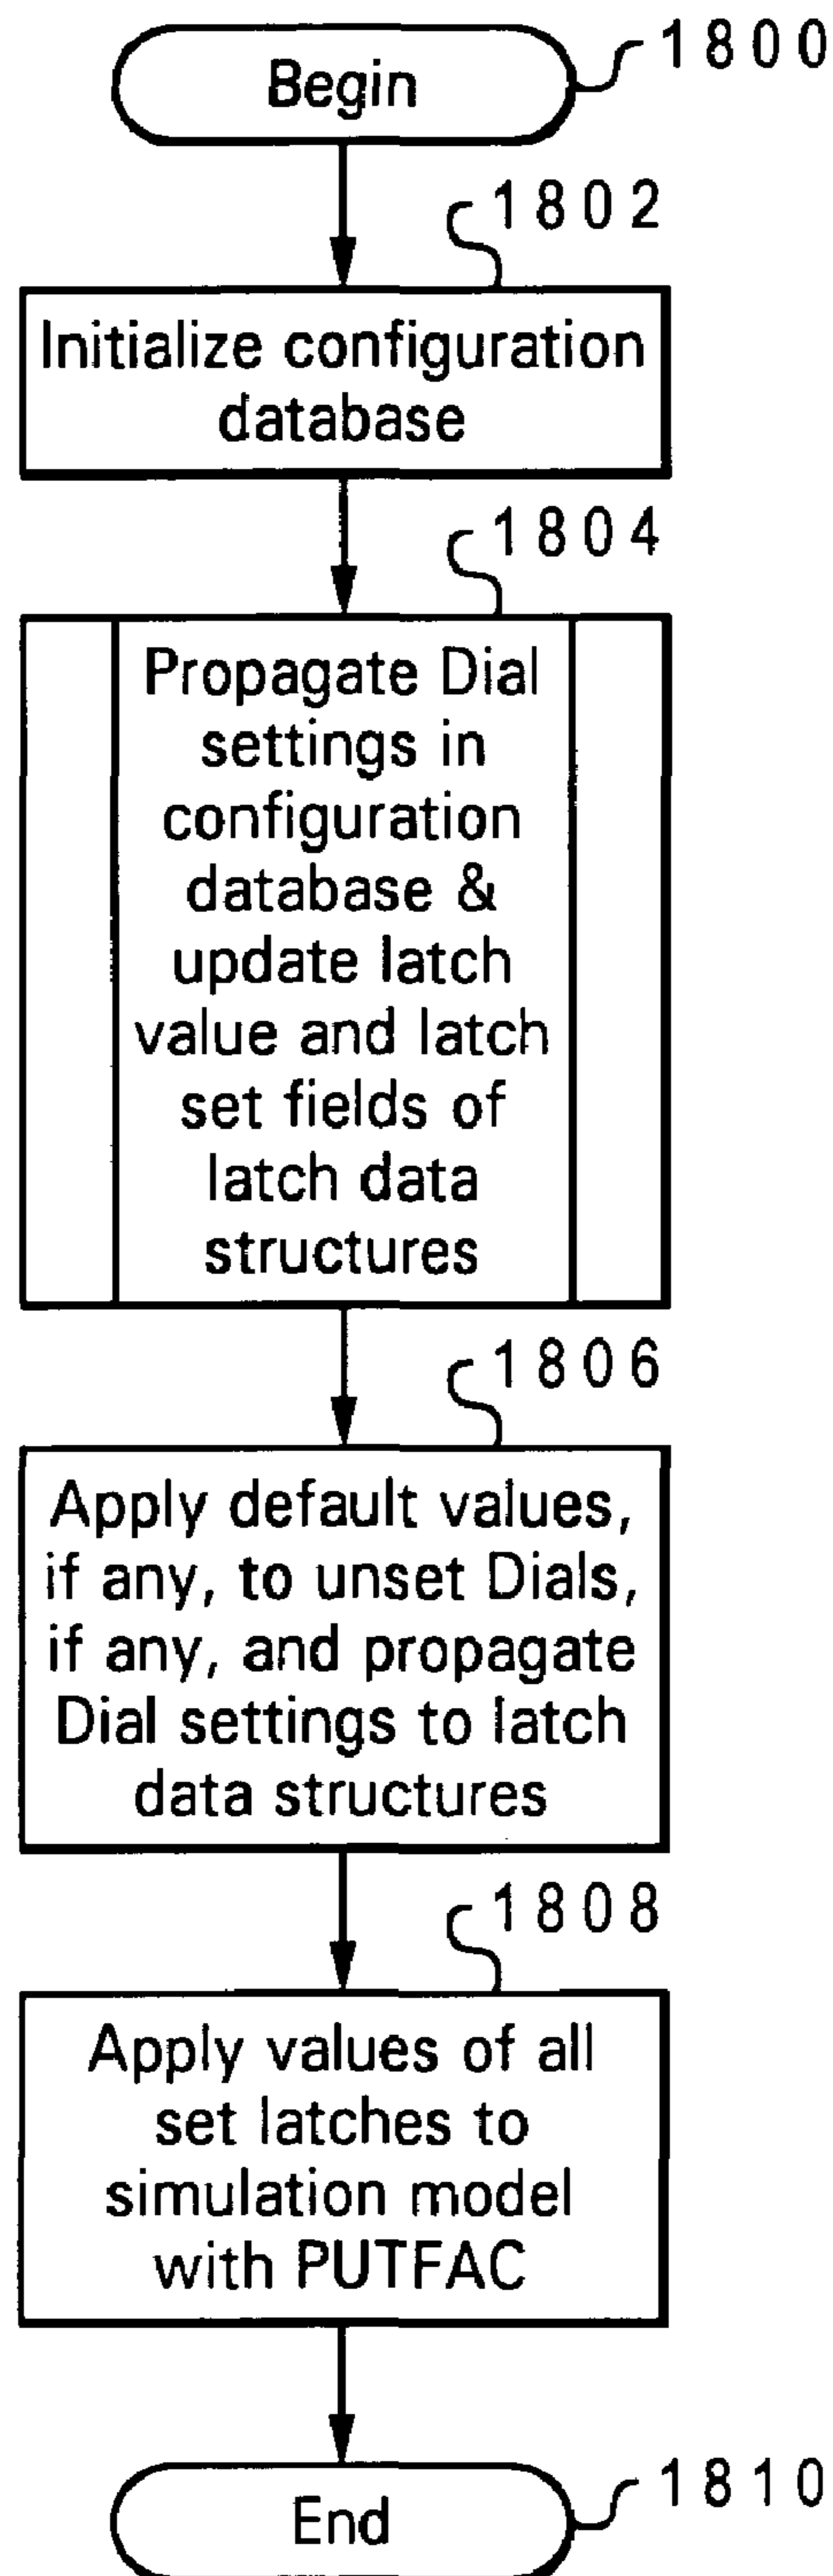 Begin
1800
1802
Initialize configuration
database
1804
Propagate Dial
settings in
configuration
database &
update latch
value and latch
set fields of
latch data
structures
1806
Apply default values,
if any, to unset Dials,
if any, and propagate
Dial settings to latch
data structures
1808
Apply values of all
set latches to
simulation model
with PUTFAC
End
1810